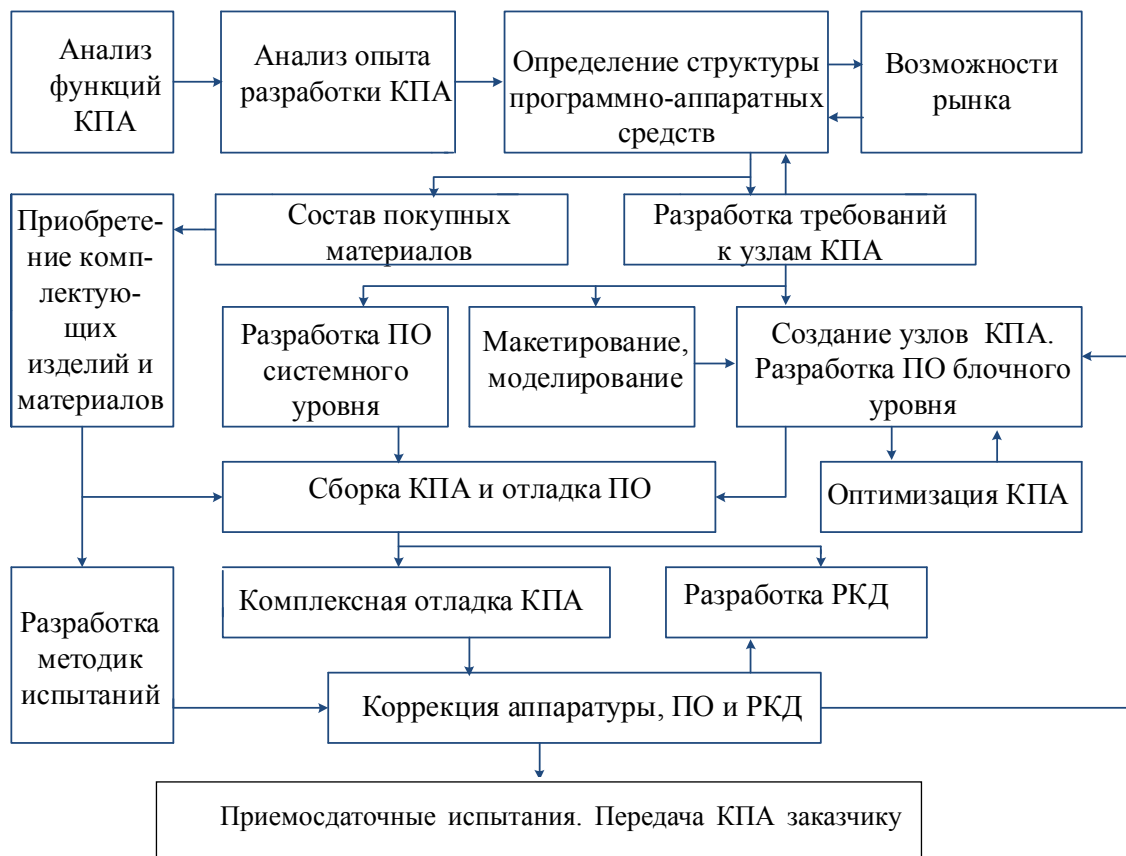 Анализ
функций
КПА
Анализ опыта
разработки КПА
Определение структуры
программно-аппаратных
средств
Возможности
рынка
Приобрете-
ние комп-
лектую-
щих
изделий и
материалов
Состав покупных
материалов
Разработка требований
к узлам КПА
Разработка ПО
системного
уровня
Макетирование,
моделирование
Создание узлов КПА.
Разработка ПО блочного
уровня
Сборка КПА и отладка ПО
Оптимизация КПА
Разработка
методик
испытаний
Комплексная отладка КПА
Разработка РКД
Коррекция аппаратуры, ПО и РКД
Приемосдаточные испытания. Передача КПА заказчику